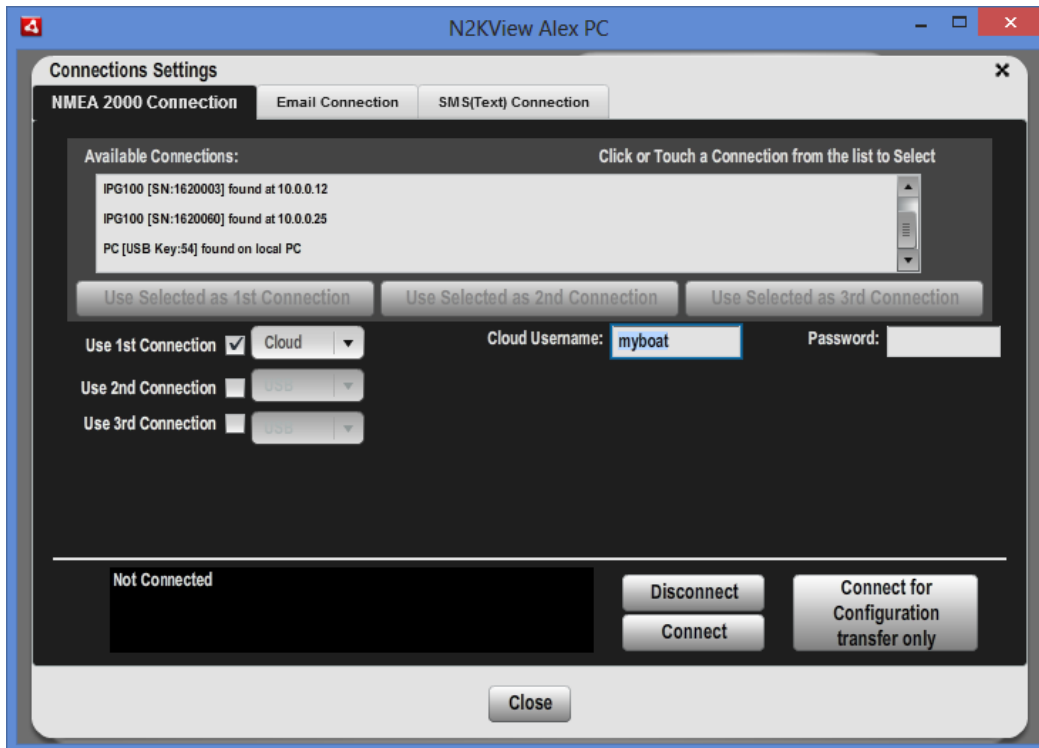 N2KView Alex PC
Connections Settings
NMEA 2000 Connection
Email Connection
SMS(Text) Connection
Available Connections:
Click or Touch a Connection from the list to Select
IPG100 [SN:1620003] found at 10.0.0.12
IPG100 [SN:1620060] found at 10.0.0.25
PC [USB Key:54] found on local PC
Use Selected as 1st Connection
Use Selected as 2nd Connection
Use Selected as 3rd Connection
Use 1st Connection
Cloud
Cloud Username:
myboat
Password:
Use 2nd Connection
USB
Use 3rd Connection
USB
Not Connected
Disconnect
Connect
Connect for
Configuration
transfer only
Close